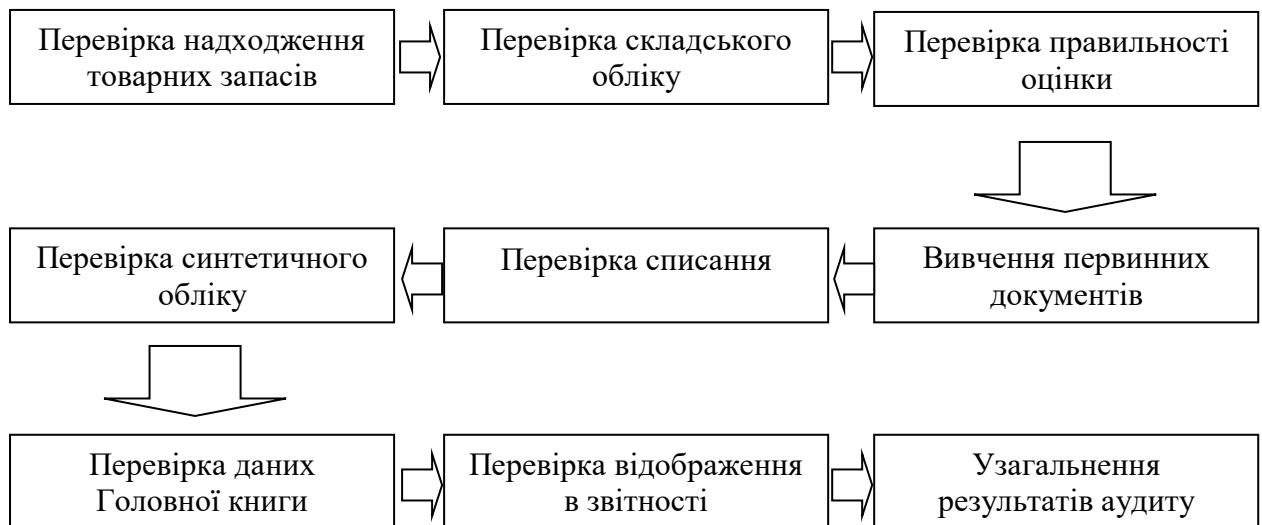 Перевірка надходження
товарних запасів
Перевірка складського
обліку
Перевірка правильності
оцінки
Вивчення первинних
документів
Перевірка списання
Перевірка синтетичного
обліку
Перевірка даних
Головної книги
Перевірка відображення
в звітності
Узагальнення
результатів аудиту